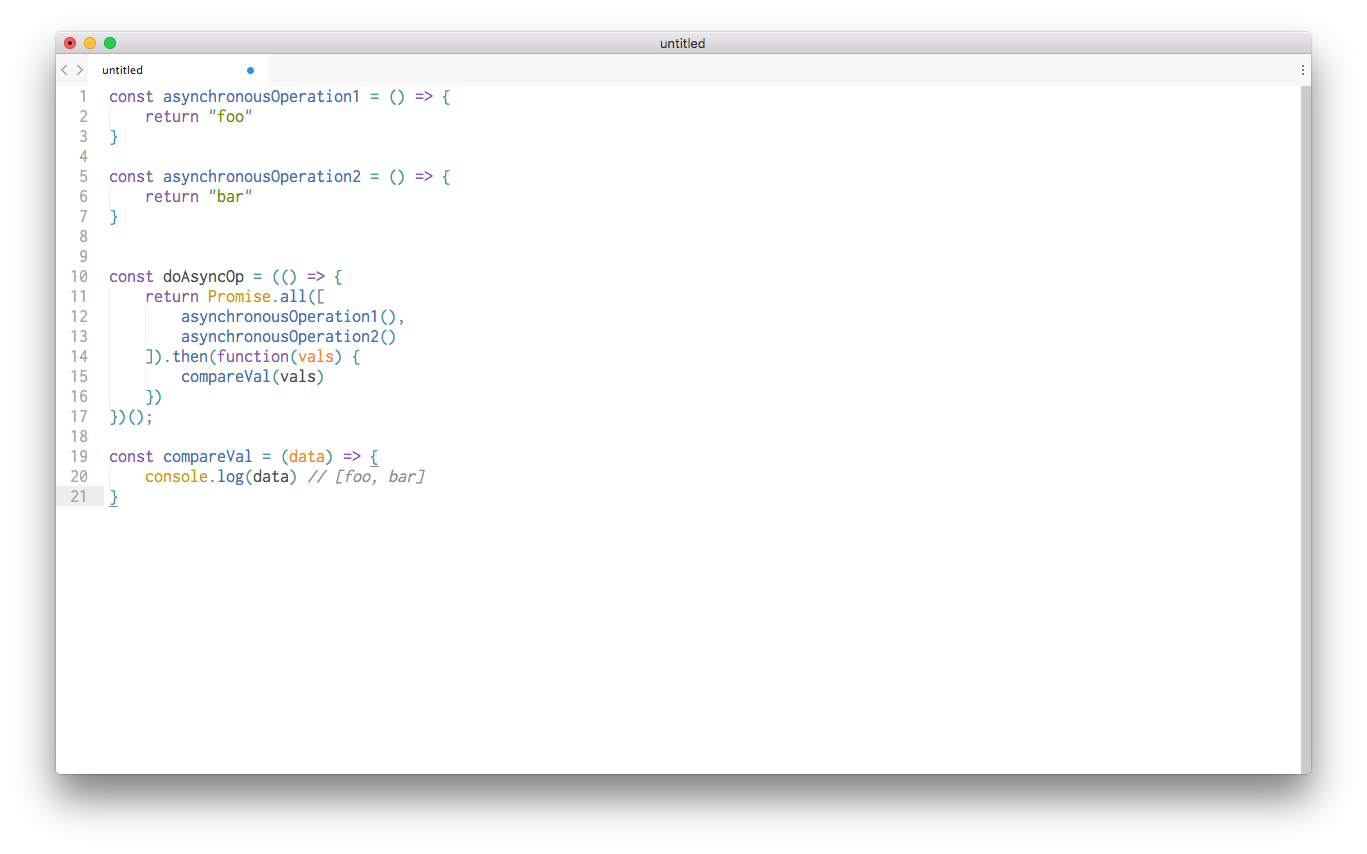 untitled
untitled
1 const asynchronousOperation1 = () => {
2     return "foo"
3 }
4
5 const asynchronousOperation2 = () => {
6     return "bar"
7 }
8
9
10 const doAsyncOp = (() => {
11     return Promise.all([
12         asynchronousOperation1(),
13         asynchronousOperation2()
14     ]).then(function(vals) {
15         compareVal(vals)
16     })
17 })();
18
19 const compareVal = (data) => {
20     console.log(data) // [foo, bar]
21 }